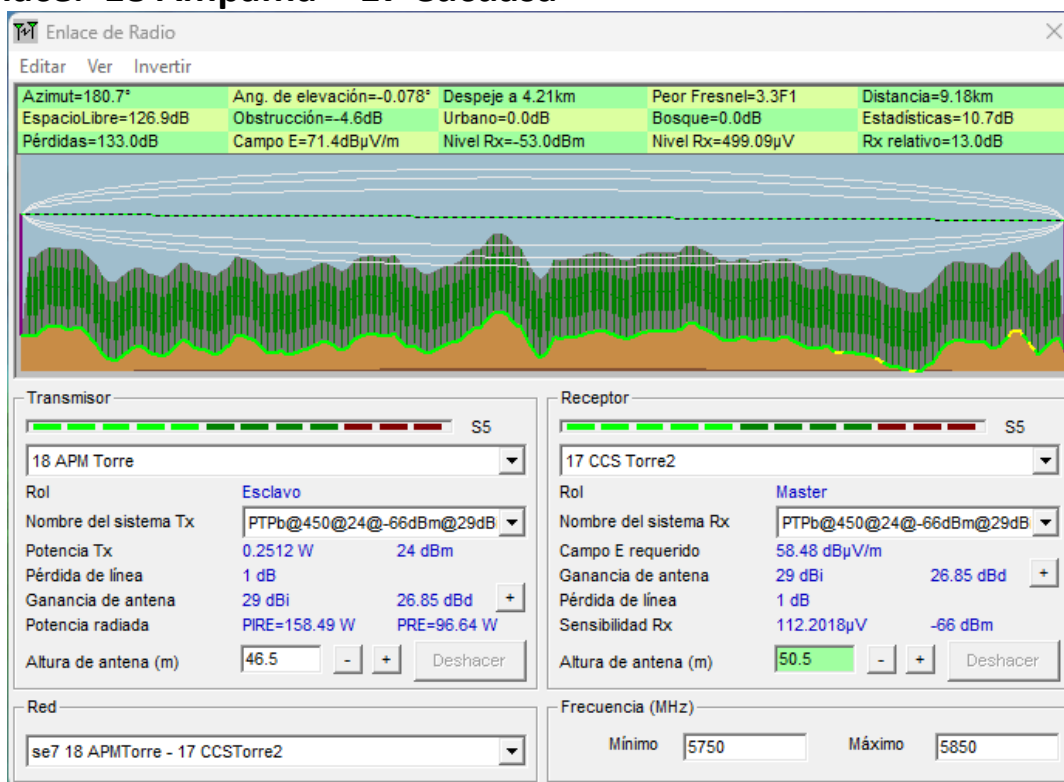 Enlace de Radio
Editar Ver Invertir
Azimut=180.7° Ang. de elevación=-0.078° Despeje a 4.21km Peor Fresnel=3.3F1 Distancia=9.18km
EspacioLibre=126.9dB Obstrucción=-4.6dB Urbano=0.0dB Bosque=0.0dB Estadísticas=10.7dB
Pérdidas=133.0dB Campo E=71.4dBµV/m Nivel Rx=-53.0dBm Nivel Rx=499.09µV Rx relativo=13.0dB
Transmisor
S5
18 APM Torre
Rol Esclavo
Nombre del sistema Tx PTPb@450@24@-66dBm@29dB
Potencia Tx 0.2512 W 24 dBm
Pérdida de línea 1 dB
Ganancia de antena 29 dBi 26.85 dBd +
Potencia radiada PIRE=158.49 W PRE=96.64 W
Altura de antena (m) 46.5 - + Deshacer
Receptor
S5
17 CCS Torre2
Rol Master
Nombre del sistema Rx PTPb@450@24@-66dBm@29dB
Campo E requerido 58.48 dBµV/m
Ganancia de antena 29 dBi 26.85 dBd +
Pérdida de línea 1 dB
Sensibilidad Rx 112.2018µV -66 dBm
Altura de antena (m) 50.5 - + Deshacer
Red
se7 18 APMTorre - 17 CCSTorre2
Frecuencia (MHz)
Mínimo 5750 Máximo 5850